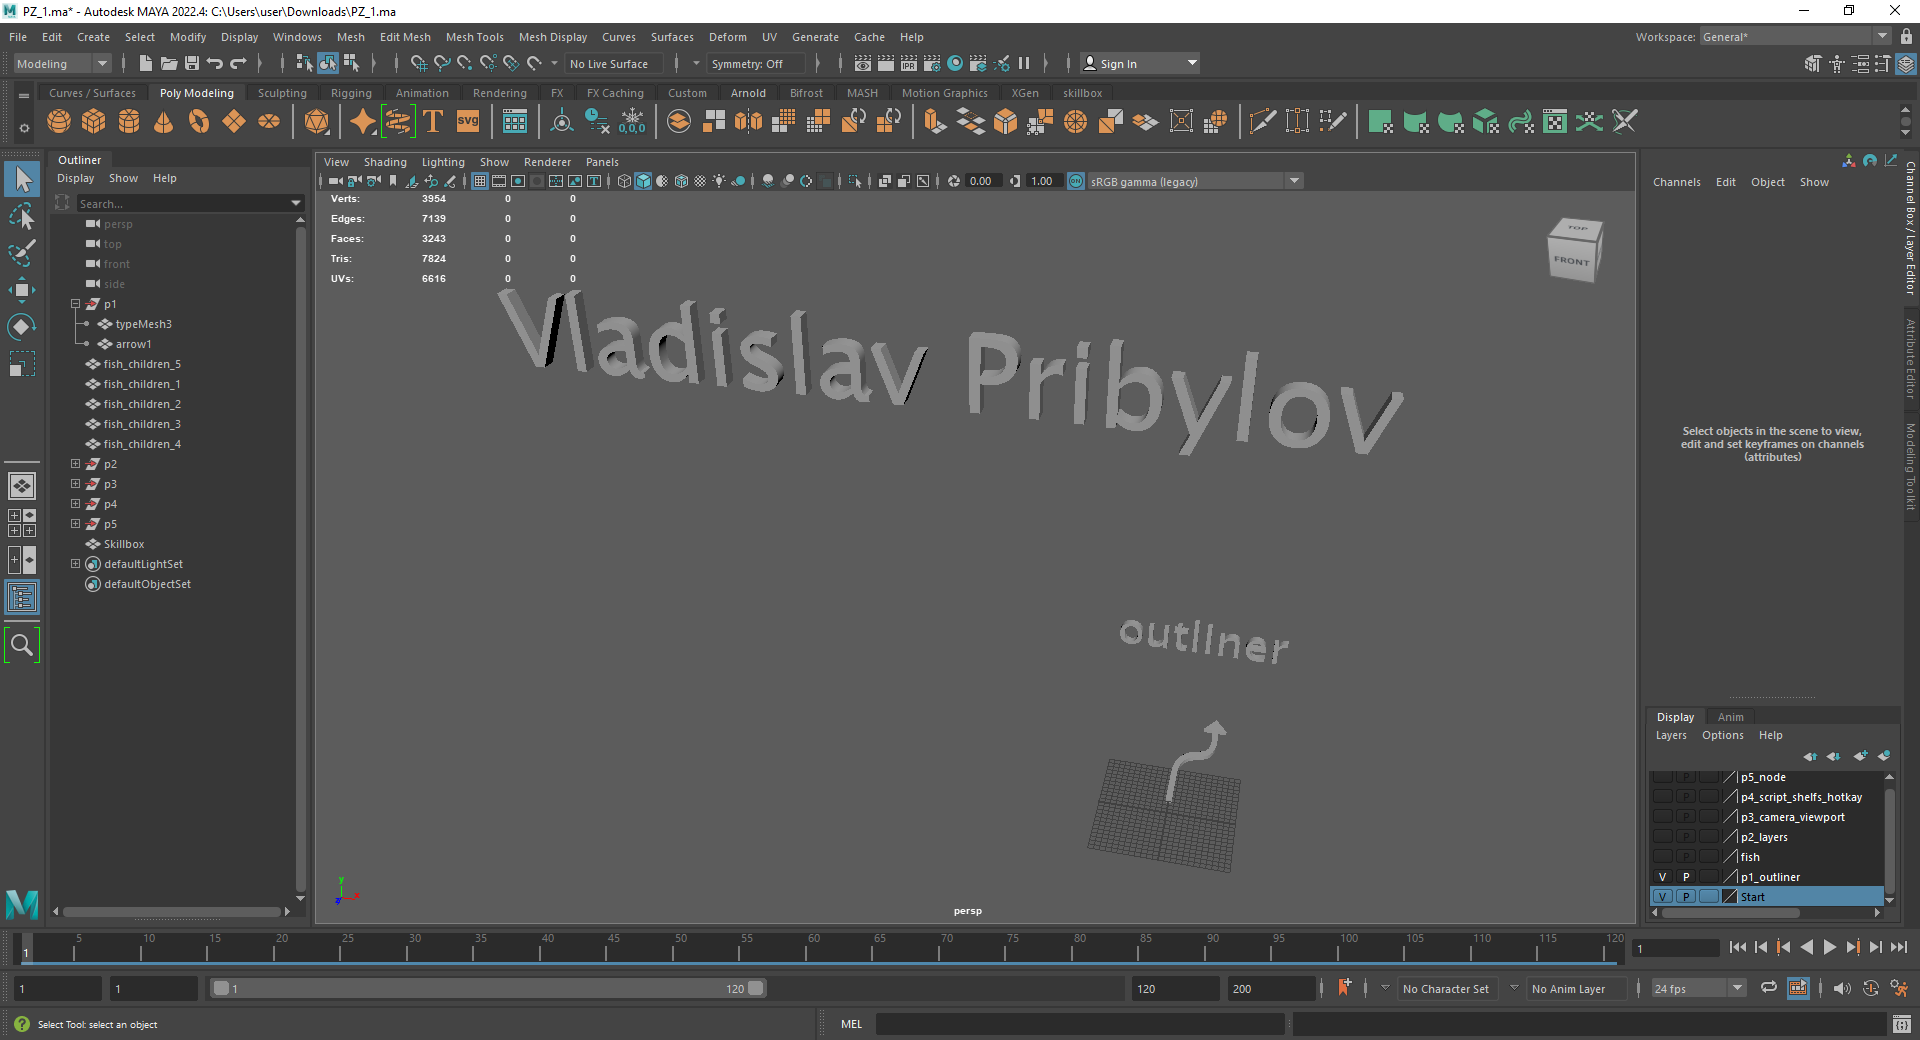 PZ_1.ma* - Autodesk MAYA 2022.4: C:\Users\user\Downloads\PZ_1.ma
File Edit Create Select Modify Display Windows Mesh Edit Mesh Mesh Tools Mesh Display Curves Surfaces Deform UV Generate Cache Help Workspace: General*
Modeling No Live Surface Symmetry: Off IPR Sign In
Curves / Surfaces Poly Modeling Sculpting Rigging Animation Rendering FX FX Caching Custom Arnold Bifrost MASH Motion Graphics XGen skillbox
T SVG 0,0,0
Outliner
Display Show Help
Search...
persp
top
front
side
p1
typeMesh3
arrow1
fish_children_5
fish_children_1
fish_children_2
fish_children_3
fish_children_4
p2
p3
p4
p5
Skillbox
defaultLightSet
defaultObjectSet
View Shading Lighting Show Renderer Panels
0.00 1.00 ON sRGB gamma (legacy)
Verts: 3954 0 0
Edges: 7139 0 0
Faces: 3243 0 0
Tris: 7824 0 0
UVs: 6616 0 0
TOP
FRONT
Vladislav Pribylov
outliner
y
x
z
persp
Channels Edit Object Show
Channel Box / Layer Editor
Attribute Editor
Modeling Toolkit
Select objects in the scene to view,
edit and set keyframes on channels
(attributes)
Display Anim
Layers Options Help
P p5_node
P p4_script_shelfs_hotkay
P p3_camera_viewport
P p2_layers
P fish
V P p1_outliner
V P Start
1 5 10 15 20 25 30 35 40 45 50 55 60 65 70 75 80 85 90 95 100 105 110 115 120 1
1 1 1 120 120 200 No Character Set No Anim Layer 24 fps
Select Tool: select an object MEL